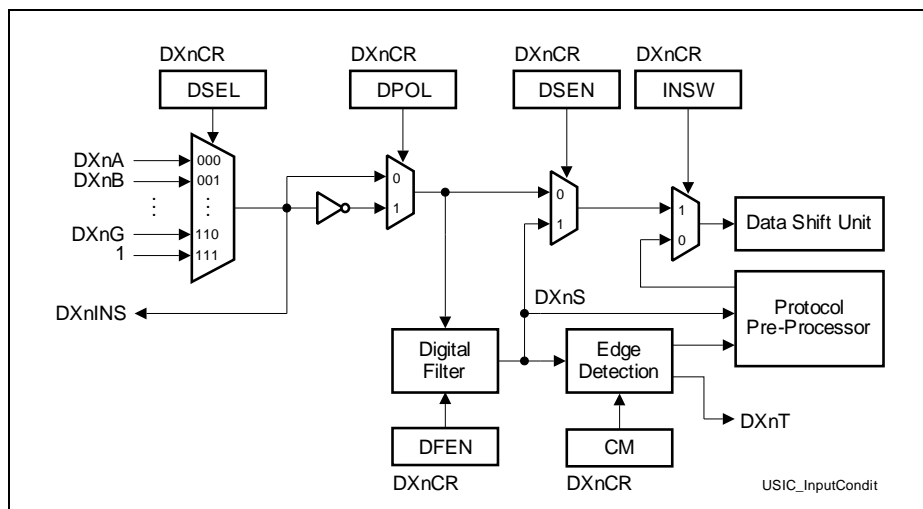 DXnCR
DXnCR
DXnCR
DXnCR
DSEL
DPOL
DSEN
INSW
DXnA
000
DXnB
001
0
0
1
1
1
Data Shift Unit
DXnG
110
0
1
111
DXnINS
DXnS
Protocol
Pre-Processor
Digital
Filter
Edge
Detection
DXnT
DFEN
CM
DXnCR
DXnCR
USIC_InputCondit